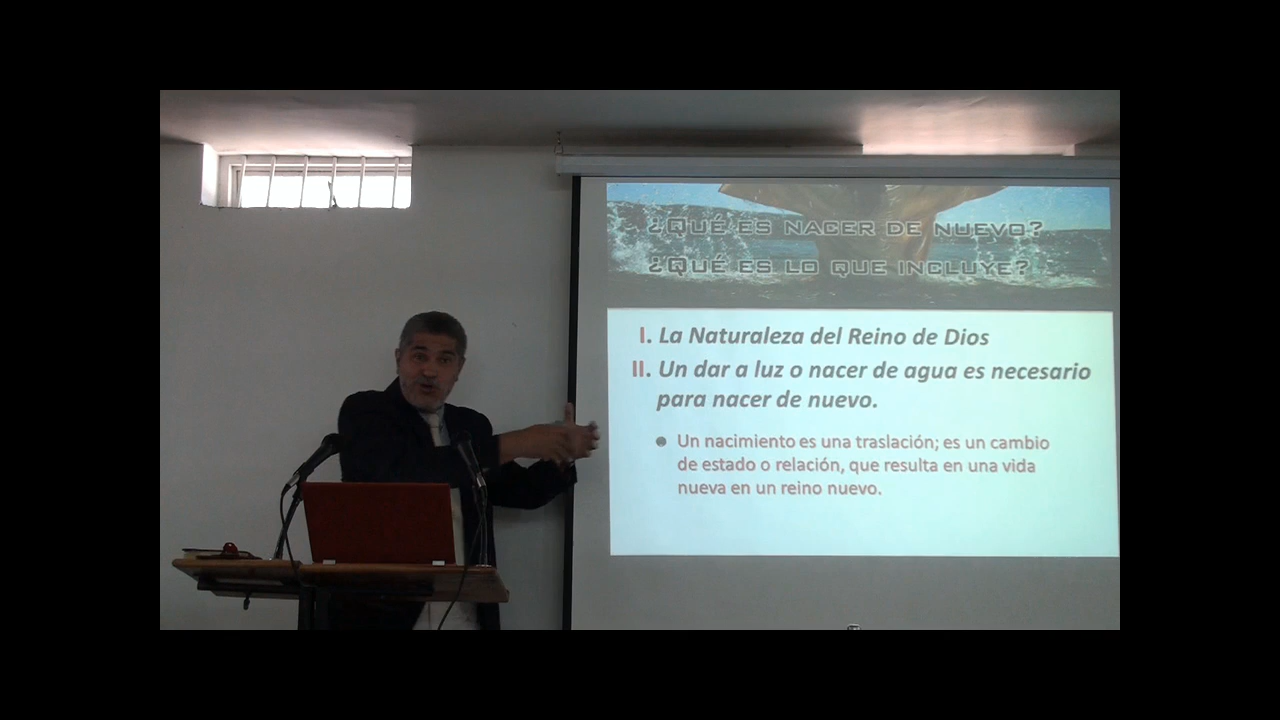 ¿QUÉ ES NACER DE NUEVO?
¿QUÉ ES LO QUE INCLUYE?
I. La Naturaleza del Reino de Dios
II. Un dar a luz o nacer de agua es necesario
para nacer de nuevo.
● Un nacimiento es una traslación; es un cambio
de estado o relación, que resulta en una vida
nueva en un reino nuevo.